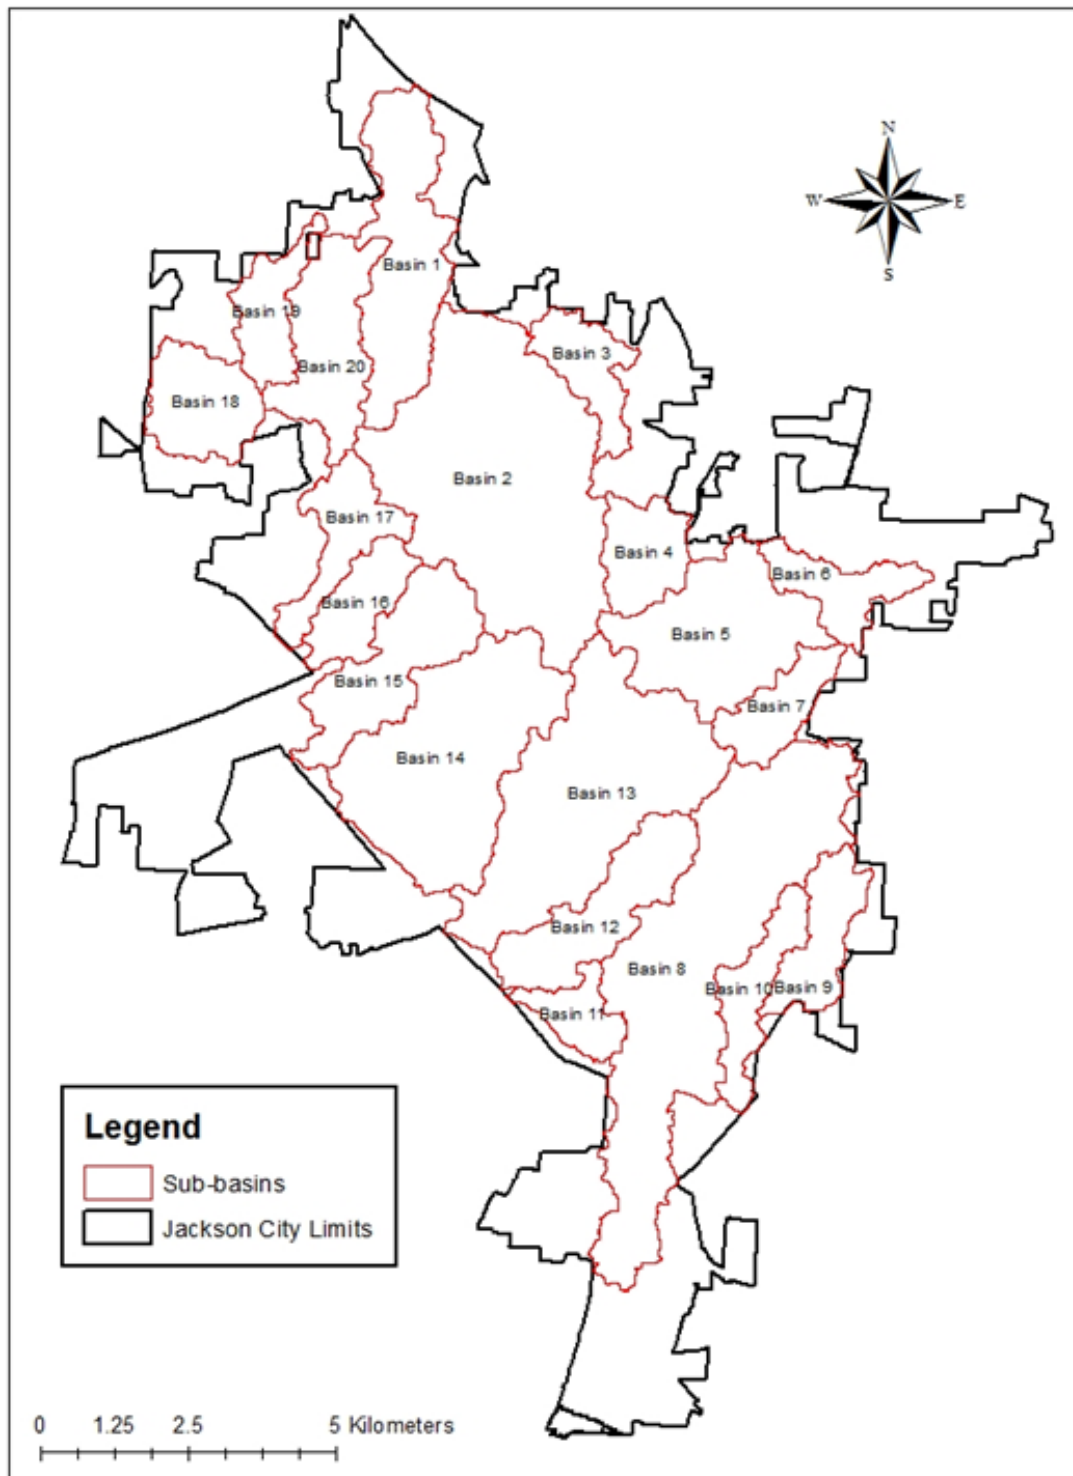 N
W E
S
Basin 1
Basin 19
Basin 3
Basin 20
Basin 18
Basin 2
Basin 17
Basin 4
Basin 6
Basin 16
Basin 5
Basin 15
Basin 7
Basin 14
Basin 13
Basin 12
Basin 8
Basin 10
Basin 9
Basin 11
Legend
Sub-basins
Jackson City Limits
0 1.25 2.5 5 Kilometers